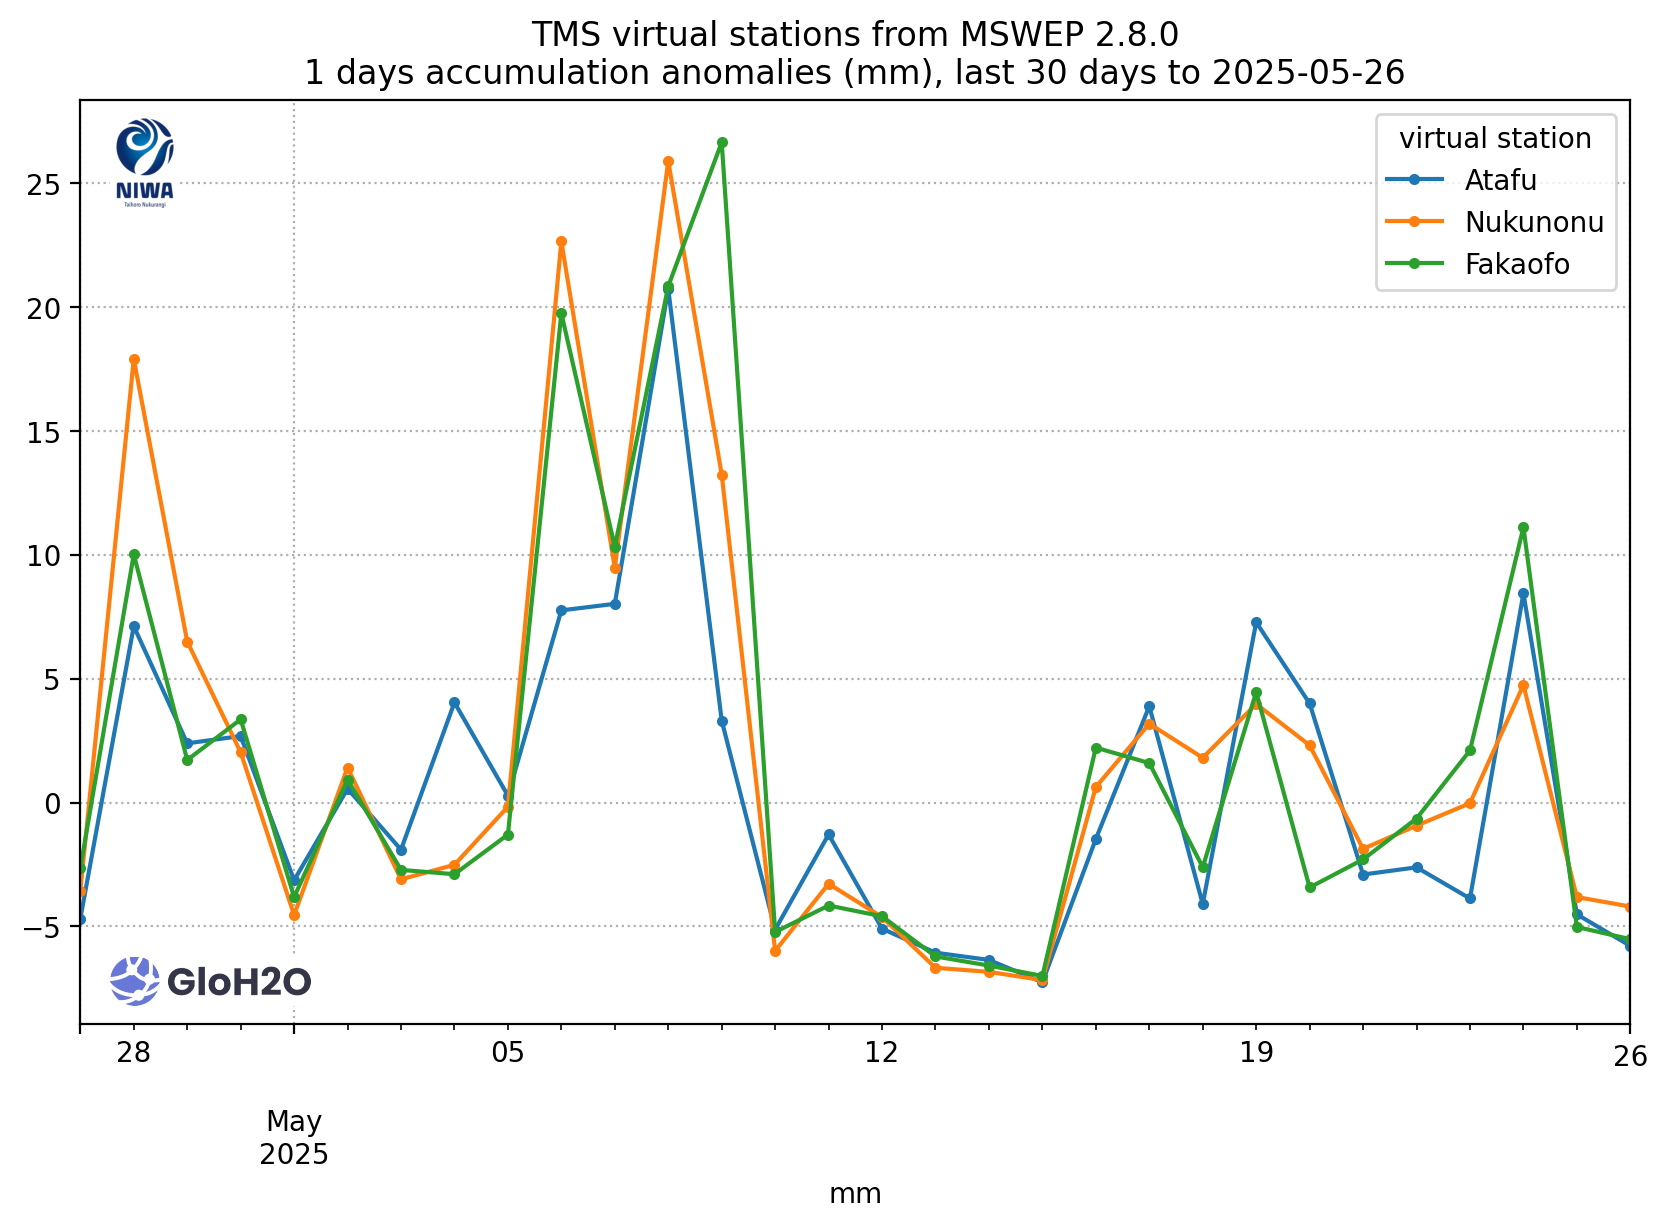 TMS virtual stations from MSWEP 2.8.0
1 days accumulation anomalies (mm), last 30 days to 2025-05-26
NIWA
Taihoro Nukurangi
virtual station
Atafu
Nukunonu
Fakaofo
25
20
15
10
5
0
−5
GloH2O
28
05
12
19
26
May
2025
mm